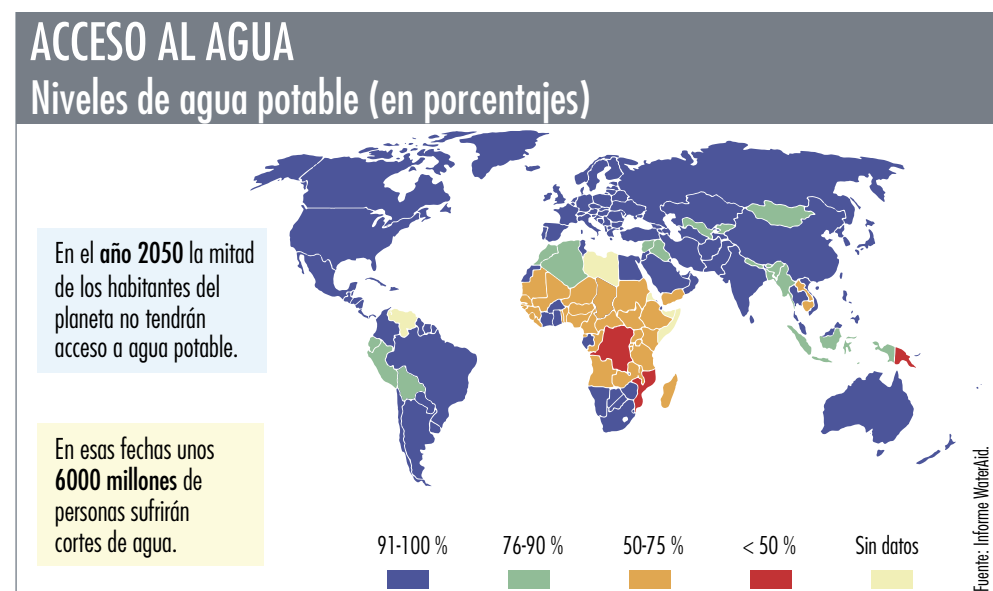 ACCESO AL AGUA
Niveles de agua potable (en porcentajes)
En el año 2050 la mitad
de los habitantes del
planeta no tendrán
acceso a agua potable.
En esas fechas unos
6000 millones de
personas sufrirán
cortes de agua.
91-100 %
76-90 %
50-75 %
< 50 %
Sin datos
Fuente: Informe WaterAid.